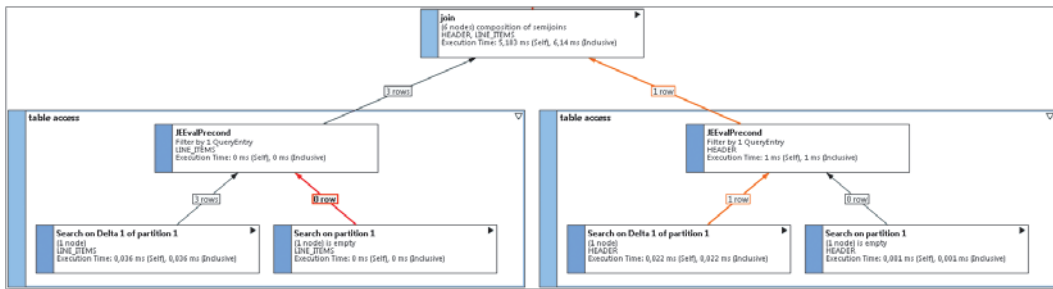 join
(6 nodes) composition of semijoins
HEADER, LINE_ITEMS
Execution Time: 5,183 ms (Self), 6,14 ms (Inclusive)
3 rows
1 row
table access
JEEvalPrecond
Filter by 1 QueryEntry
LINE_ITEMS
Execution Time: 0 ms (Self), 0 ms (Inclusive)
3 rows
0 row
Search on Delta 1 of partition 1
(1 node)
LINE_ITEMS
Execution Time: 0,036 ms (Self), 0,036 ms (Inclusive)
Search on partition 1
(1 node) is empty
LINE_ITEMS
Execution Time: 0 ms (Self), 0 ms (Inclusive)
table access
JEEvalPrecond
Filter by 1 QueryEntry
HEADER
Execution Time: 1 ms (Self), 1 ms (Inclusive)
1 row
0 row
Search on Delta 1 of partition 1
(1 node)
HEADER
Execution Time: 0,022 ms (Self), 0,022 ms (Inclusive)
Search on partition 1
(1 node) is empty
HEADER
Execution Time: 0,001 ms (Self), 0,001 ms (Inclusive)